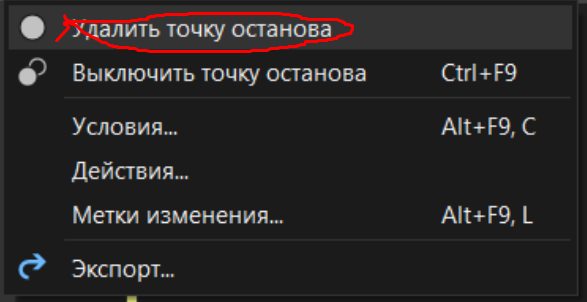 Удалить точку останова
Выключить точку останова Ctrl+F9
Условия... Alt+F9, C
Действия...
Метки изменения... Alt+F9, L
Экспорт...